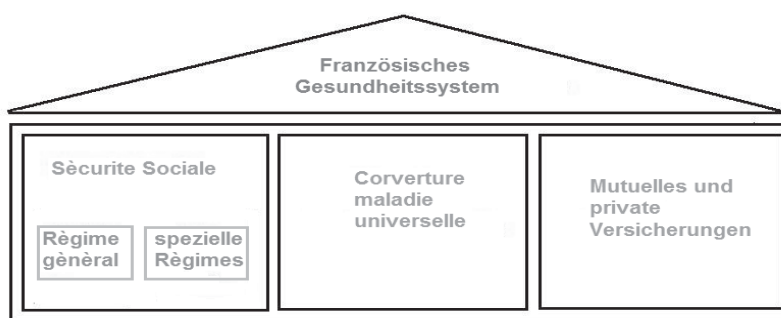 Französisches
Gesundheitssystem
Sècurite Sociale
Règime
gènèral
spezielle
Règimes
Corverture
maladie
universelle
Mutuelles und
private
Versicherungen